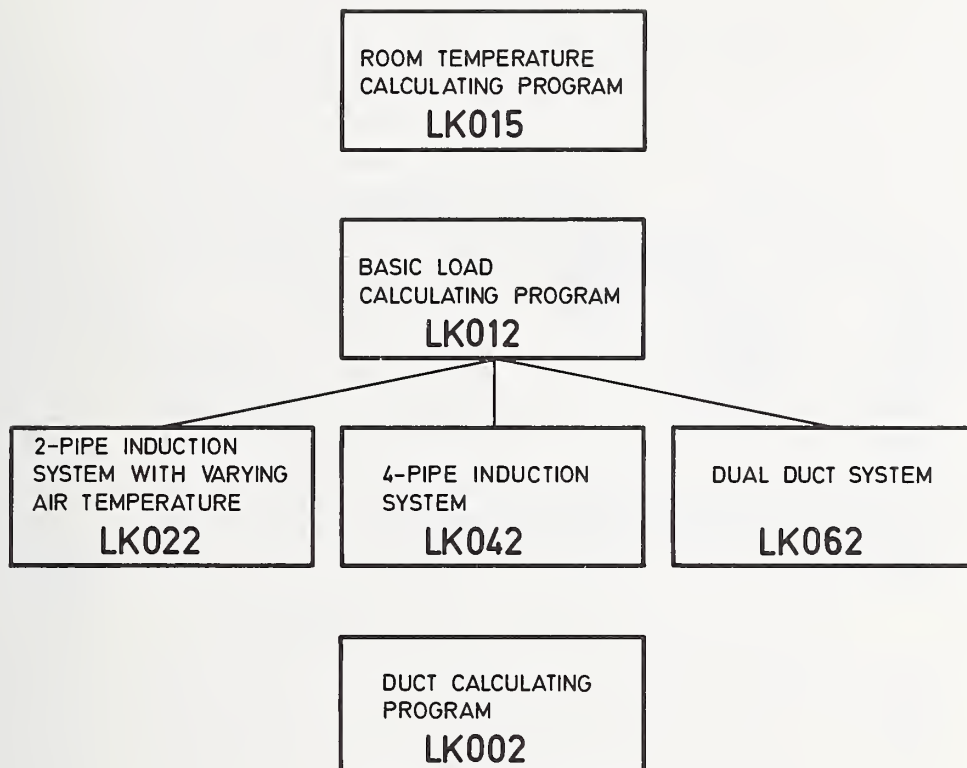 ROOM TEMPERATURE
CALCULATING PROGRAM
LK015
BASIC LOAD
CALCULATING PROGRAM
LK012
2-PIPE INDUCTION
SYSTEM WITH VARYING
AIR TEMPERATURE
LK022
4-PIPE INDUCTION
SYSTEM
LK042
DUAL DUCT SYSTEM
LK062
DUCT CALCULATING
PROGRAM
LK002